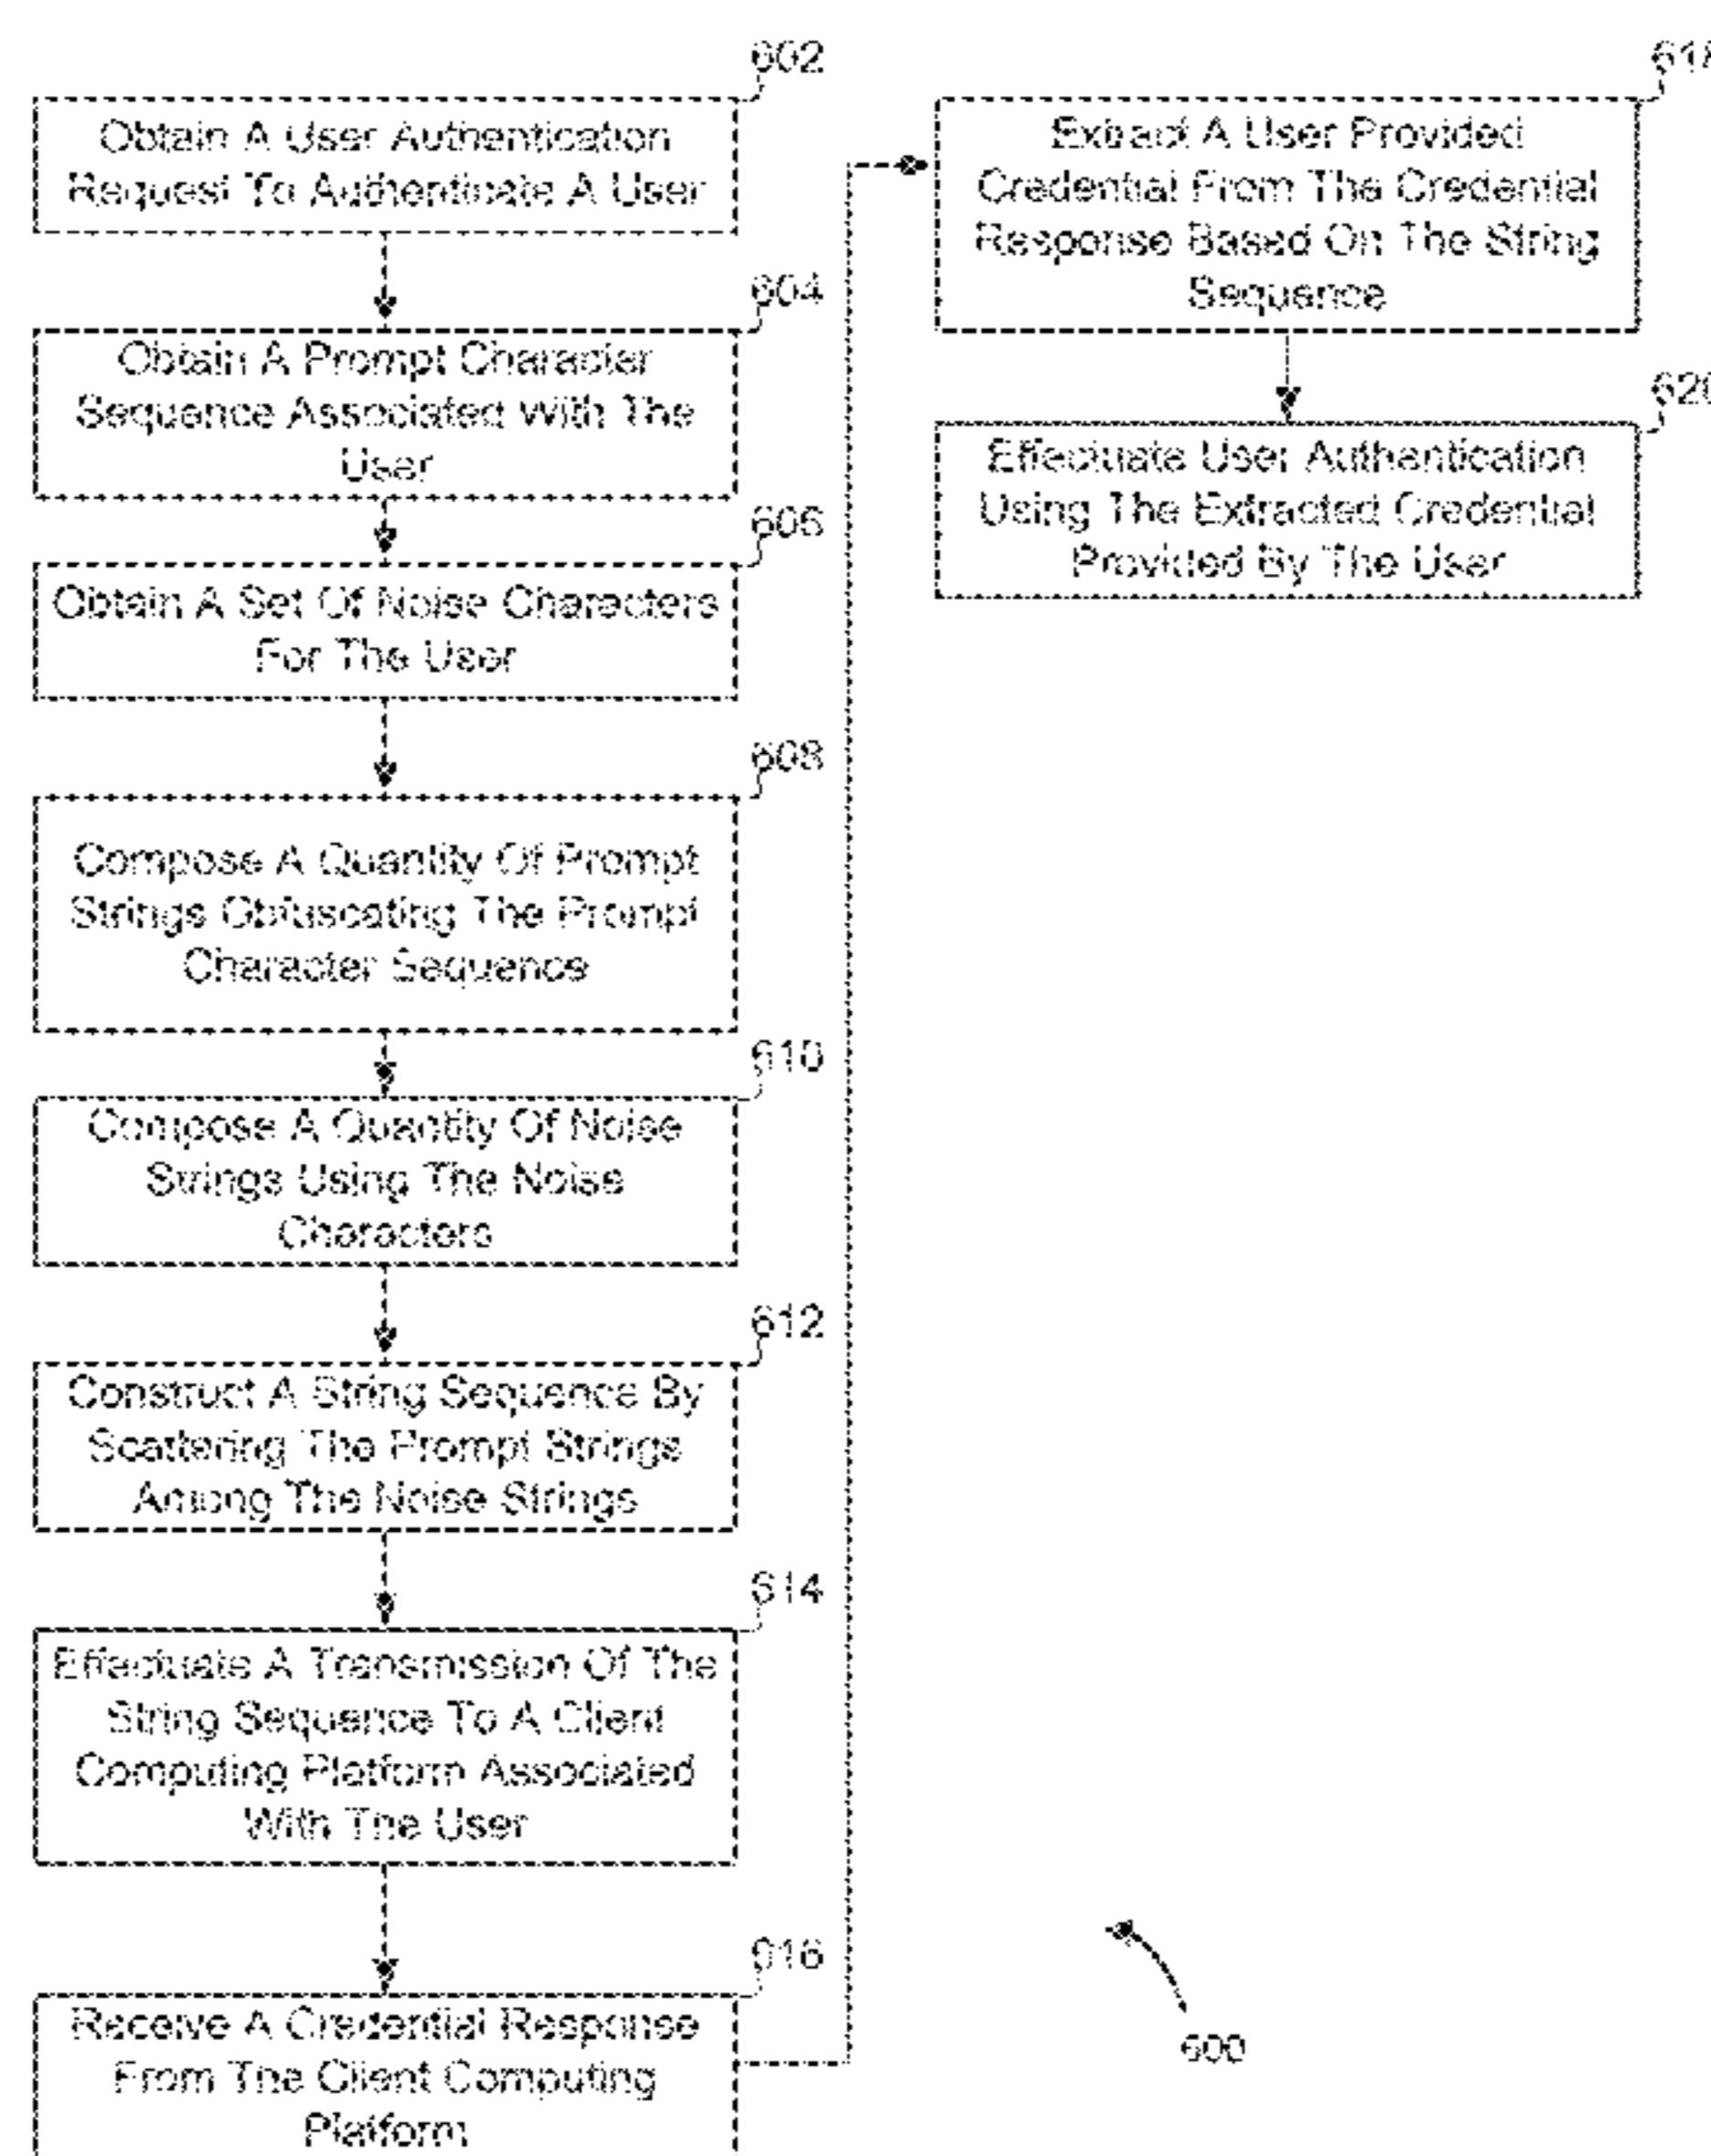 602
Obtain A User Authentication
Request To Authenticate A User
604
Obtain A Prompt Character
Sequence Associated With The
User
606
Obtain A Set Of Noise Characters
For The User
608
Compose A Quantity Of Prompt
Strings Obfuscating The Prompt
Character Sequence
610
Compose A Quantity Of Noise
Strings Using The Noise
Characters
612
Construct A String Sequence By
Scattering The Prompt Strings
Among The Noise Strings
614
Effectuate A Transmission Of The
String Sequence To A Client
Computing Platform Associated
With The User
616
Receive A Credential Response
From The Client Computing
Platform
618
Extract A User Provided
Credential From The Credential
Response Based On The String
Sequence
620
Effectuate User Authentication
Using The Extracted Credential
Provided By The User
600